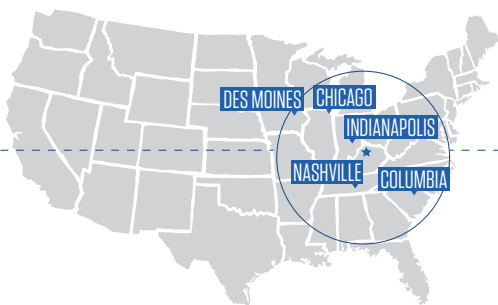 DES MOINES
CHICAGO
INDIANAPOLIS
NASHVILLE
COLUMBIA